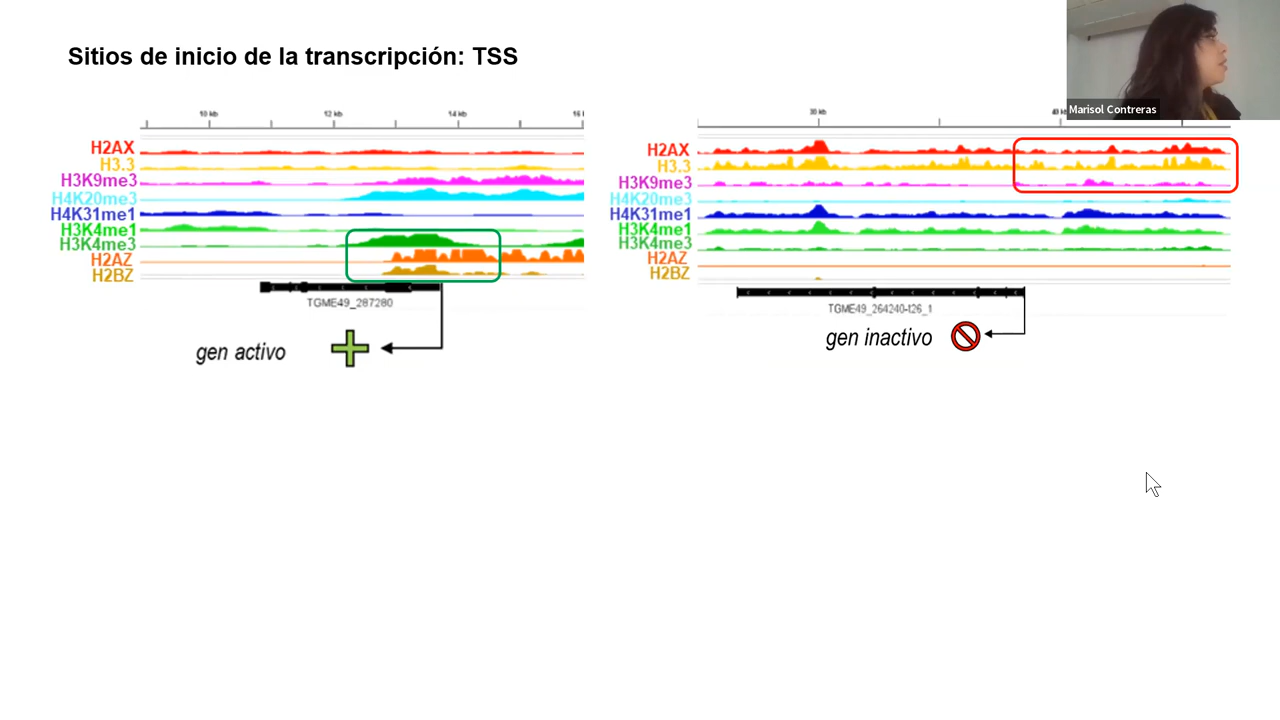 Sitios de inicio de la transcripción: TSS
Marisol Contreras
10 kb
12 kb
14 kb
H2AX
H3.3
H3K9me3
H4K20me3
H4K31me1
H3K4me1
H3K4me3
H2AZ
H2BZ
TGME49_287280
gen activo
30 kb
H2AX
H3.3
H3K9me3
H4K20me3
H4K31me1
H3K4me1
H3K4me3
H2AZ
H2BZ
TGME49_264240-t26_1
gen inactivo